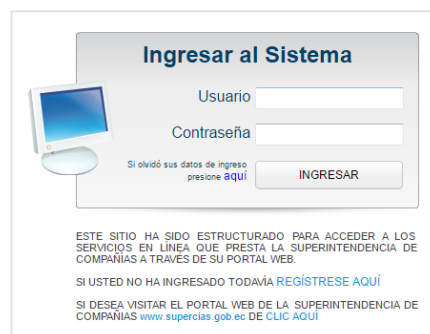 Ingresar al Sistema
Usuario
Contraseña
Si olvidó sus datos de ingreso
presione aquí
INGRESAR
ESTE SITIO HA SIDO ESTRUCTURADO PARA ACCEDER A LOS
SERVICIOS EN LÍNEA QUE PRESTA LA SUPERINTENDENCIA DE
COMPAÑIAS A TRAVÉS DE SU PORTAL WEB.
SI USTED NO HA INGRESADO TODAVÍA REGÍSTRESE AQUÍ
SI DESEA VISITAR EL PORTAL WEB DE LA SUPERINTENDENCIA DE
COMPAÑIAS www.supercias.gob.ec DE CLIC AQUÍ